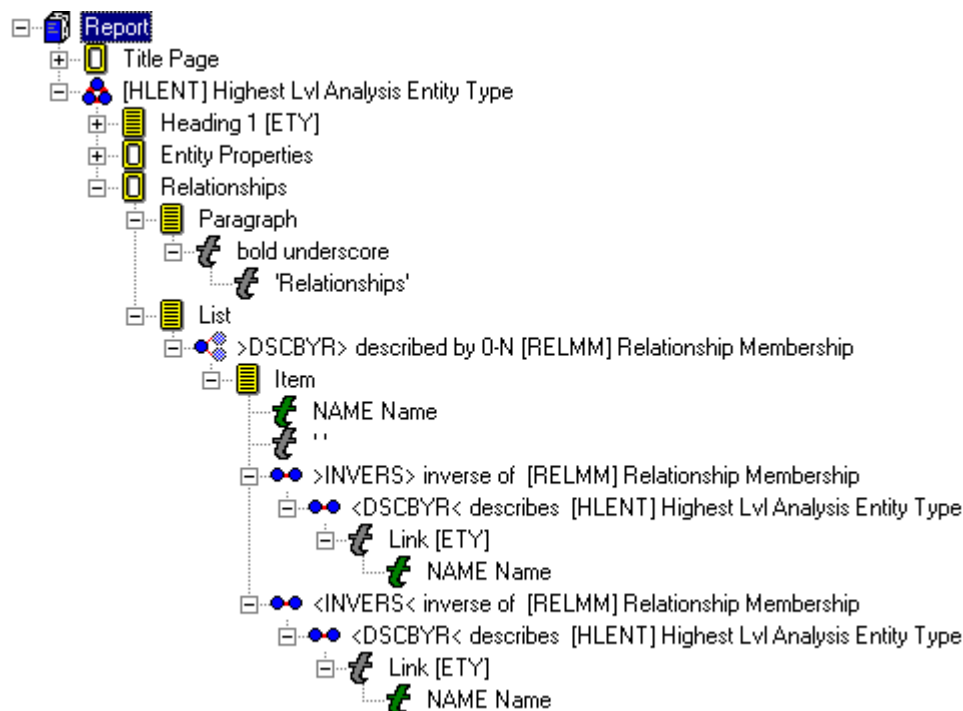 Report
Title Page
[HLENT] Highest Lvl Analysis Entity Type
Heading 1 [ETY]
Entity Properties
Relationships
Paragraph
bold underscore
'Relationships'
List
>DSCBYR> described by 0-N [RELMM] Relationship Membership
Item
NAME Name
' '
>INVERS> inverse of [RELMM] Relationship Membership
<DSCBYR< describes [HLENT] Highest Lvl Analysis Entity Type
Link [ETY]
NAME Name
<INVERS< inverse of [RELMM] Relationship Membership
<DSCBYR< describes [HLENT] Highest Lvl Analysis Entity Type
Link [ETY]
NAME Name